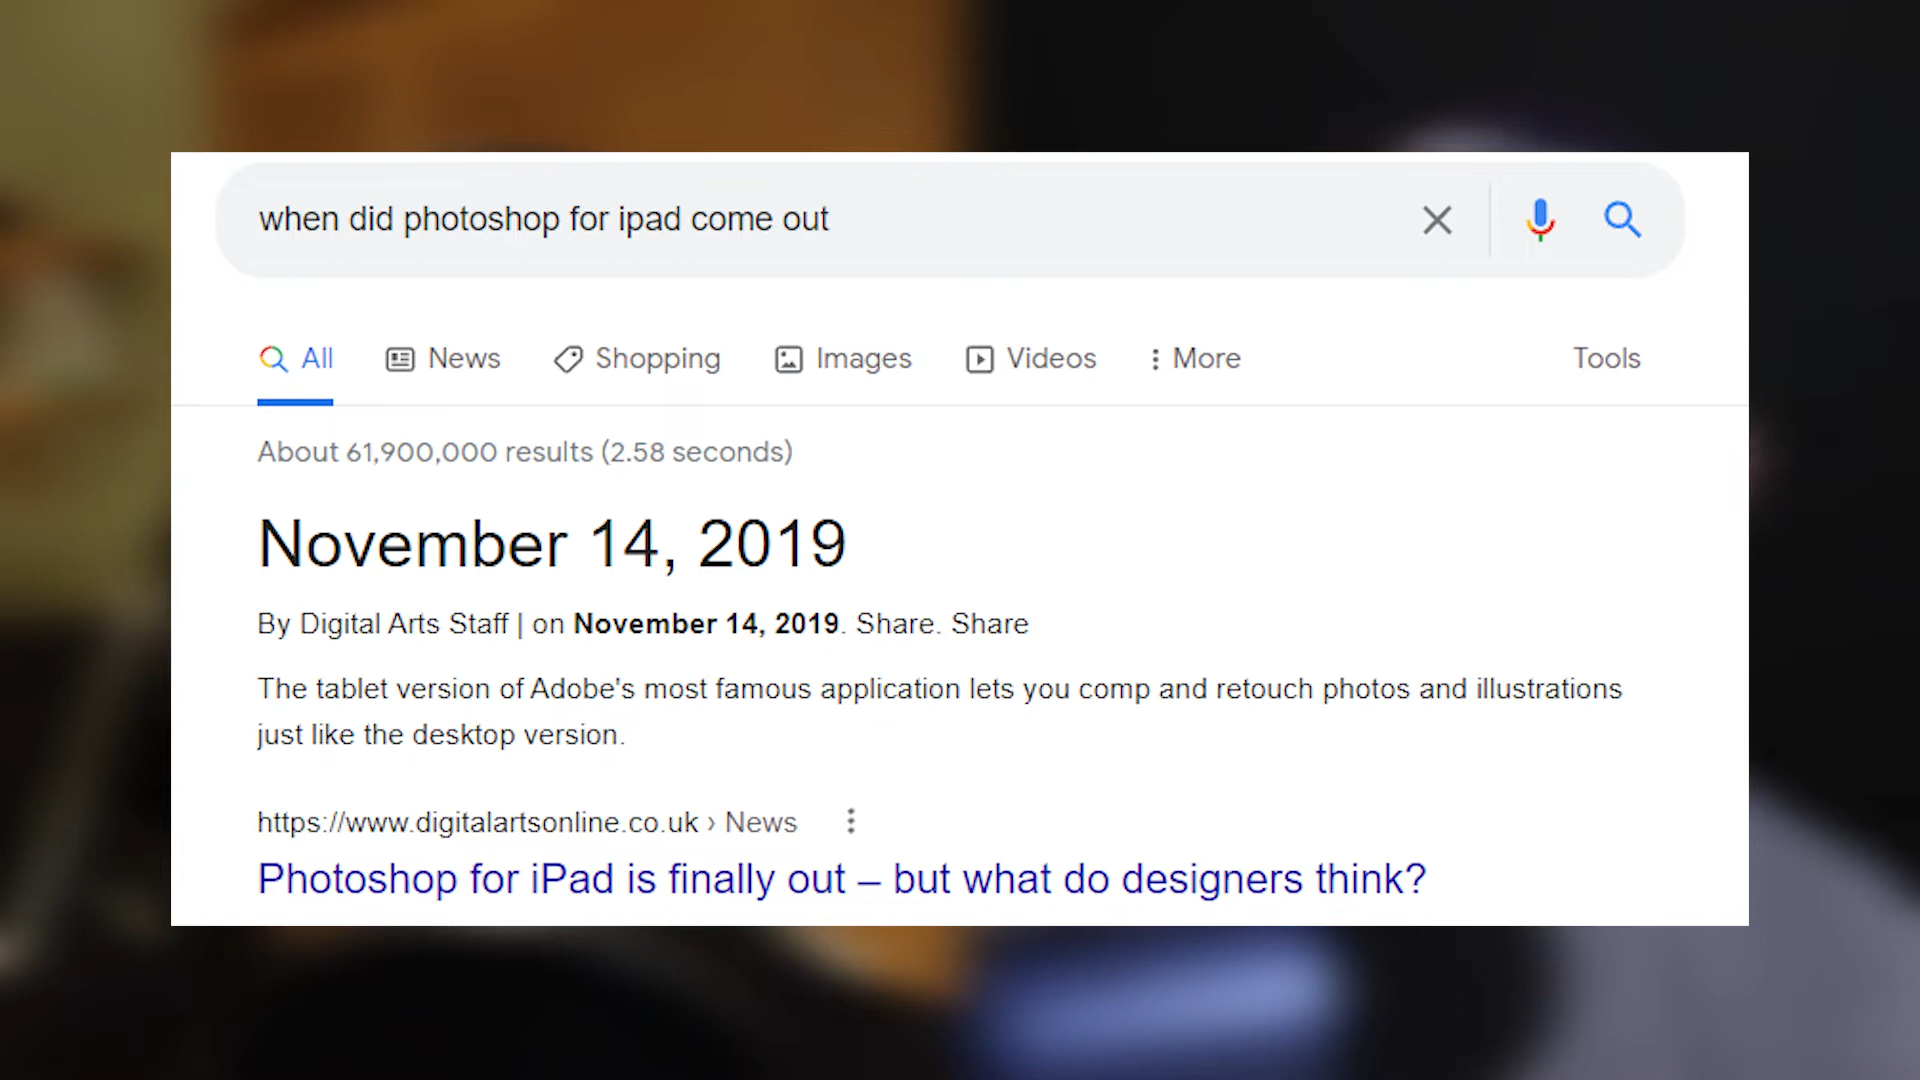 when did photoshop for ipad come out
All News Shopping Images Videos More Tools
About 61,900,000 results (2.58 seconds)
November 14, 2019
By Digital Arts Staff | on November 14, 2019. Share. Share
The tablet version of Adobe's most famous application lets you comp and retouch photos and illustrations
just like the desktop version.
https://www.digitalartsonline.co.uk › News
Photoshop for iPad is finally out – but what do designers think?